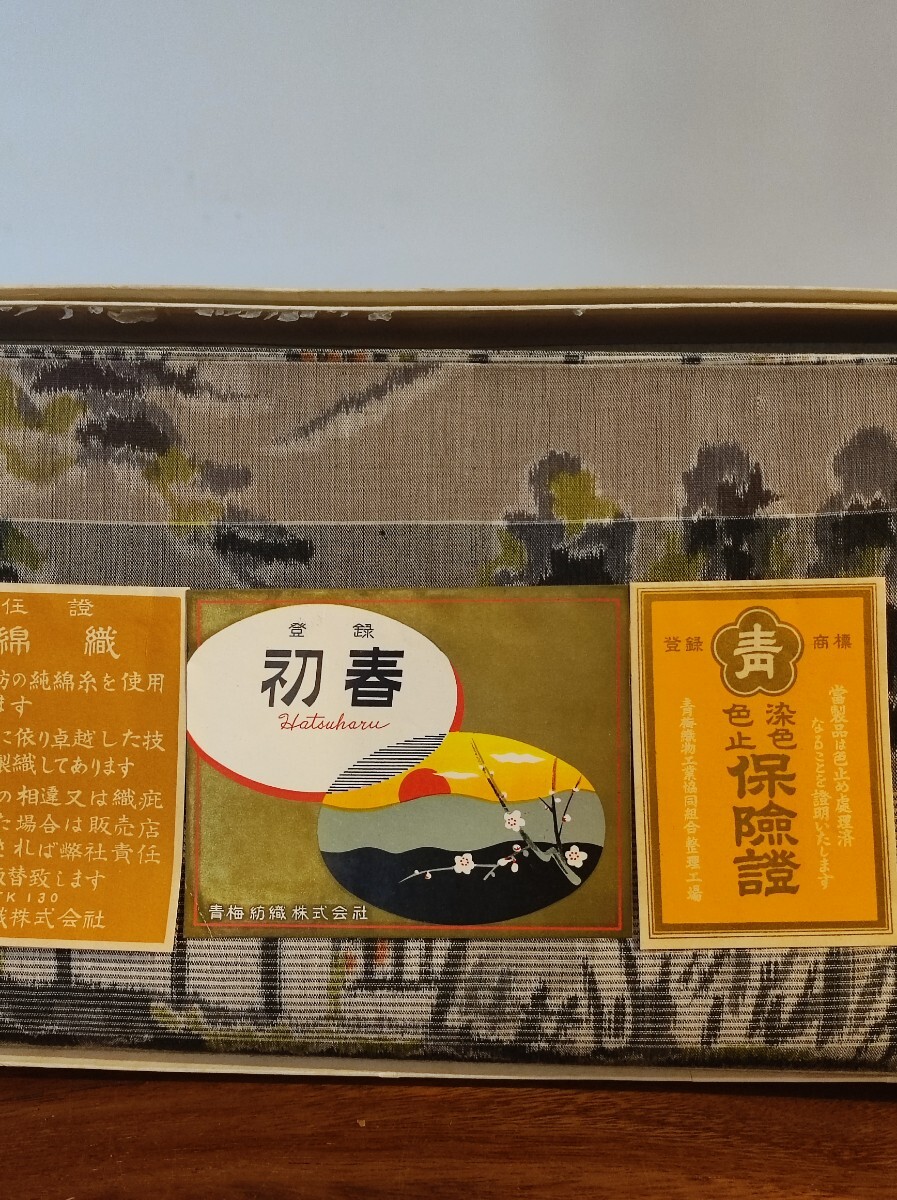 任 證
綿 織
の純綿糸を使用
ます
に依り卓越した技
製織してあります
の相違又は織疵
た場合は販売店
されば弊社責任
替致します
TK 130
織株式会社
登録
初春
Hatsuharu
青梅紡織株式会社
登録 青 商標
染色
色止
保險證
當製品は色止め處理済
なることを證明いたします
青梅織物工業協同組合整理工場